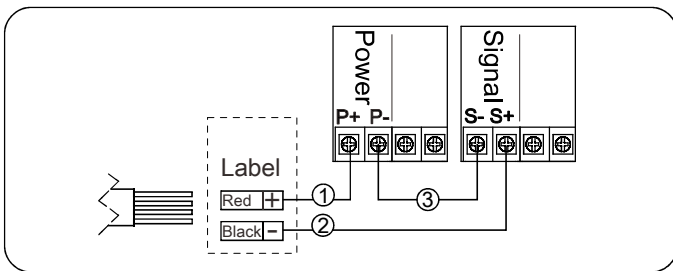 Power
Signal
P+ P-
S- S+
Label
Red +
Black -
1
2
3